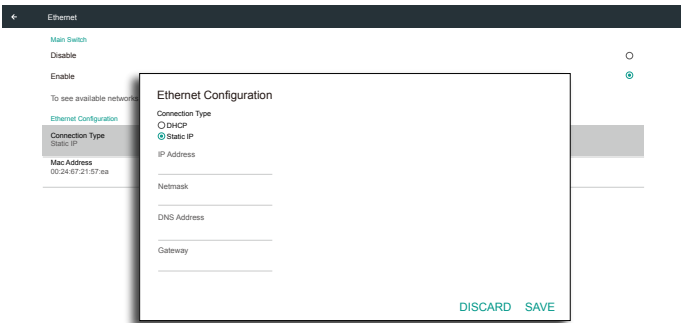 Ethernet
Main Switch
Disable
Enable
To see available networks
Ethernet Configuration
Connection Type
Static IP
Mac Address
00:24:67:21:57:ea
Ethernet Configuration
Connection Type
DHCP
Static IP
IP Address
Netmask
DNS Address
Gateway
DISCARD SAVE